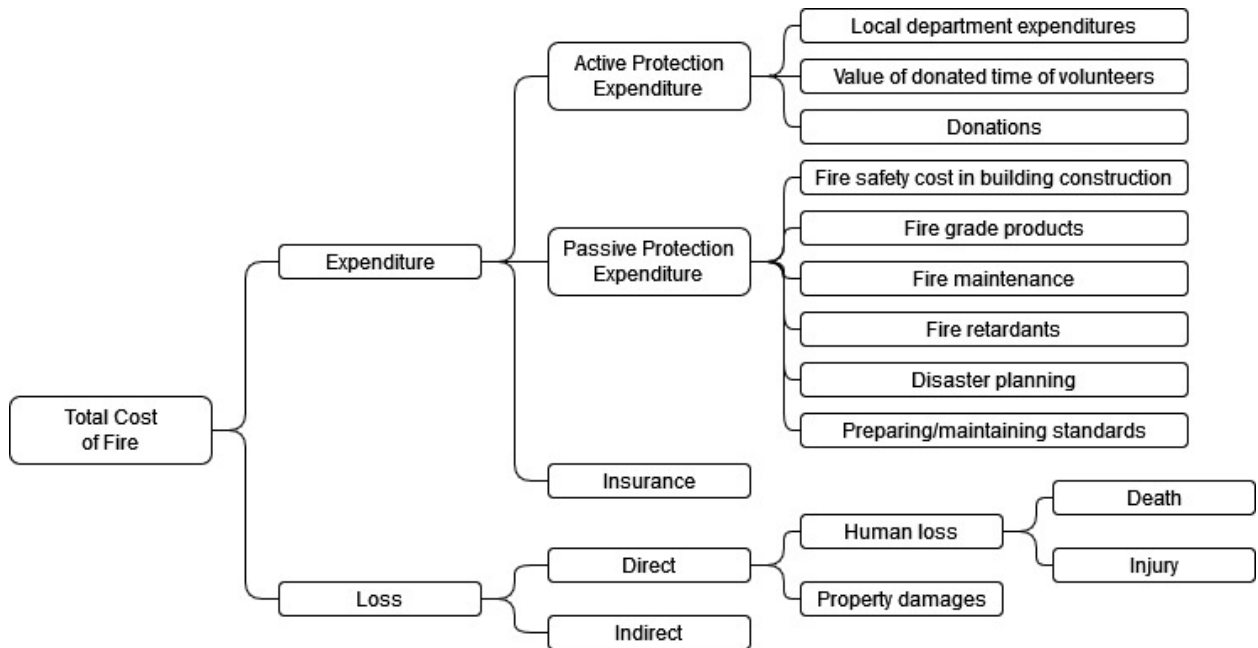 Local department expenditures
Active Protection
Expenditure
Value of donated time of volunteers
Donations
Fire safety cost in building construction
Fire grade products
Expenditure
Passive Protection
Expenditure
Fire maintenance
Fire retardants
Disaster planning
Total Cost
of Fire
Preparing/maintaining standards
Insurance
Death
Human loss
Direct
Injury
Loss
Property damages
Indirect